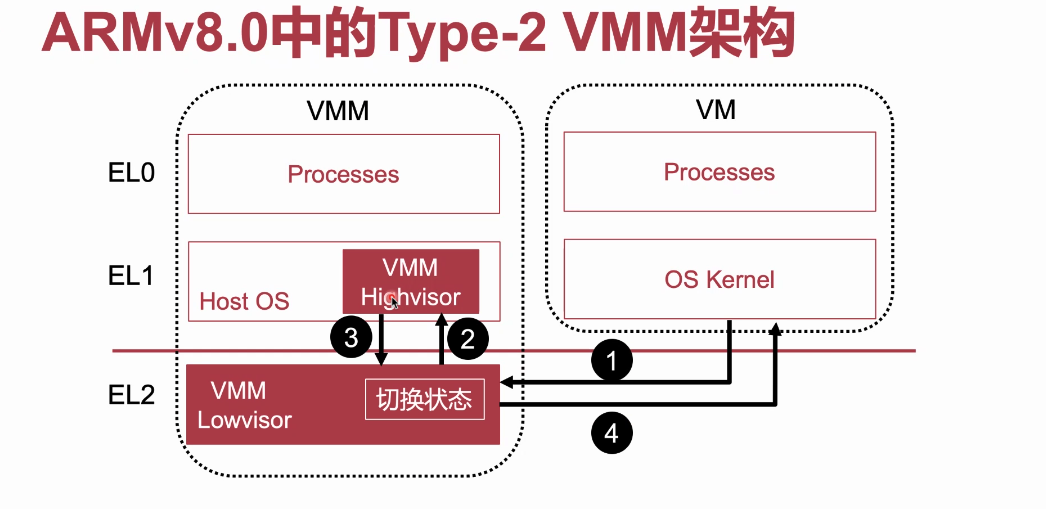 ARMv8.0中的Type-2 VMM架构
VMM
VM
EL0
Processes
Processes
EL1
Host OS
VMM
Highvisor
OS Kernel
3
2
1
EL2
VMM
Lowvisor
切换状态
4